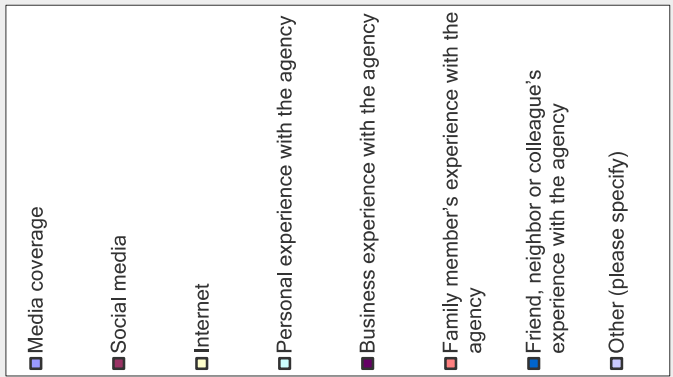 Media coverage
Social media
Internet
Personal experience with the agency
Business experience with the agency
Family member's experience with the
agency
Friend, neighbor or colleague's
experience with the agency
Other (please specify)